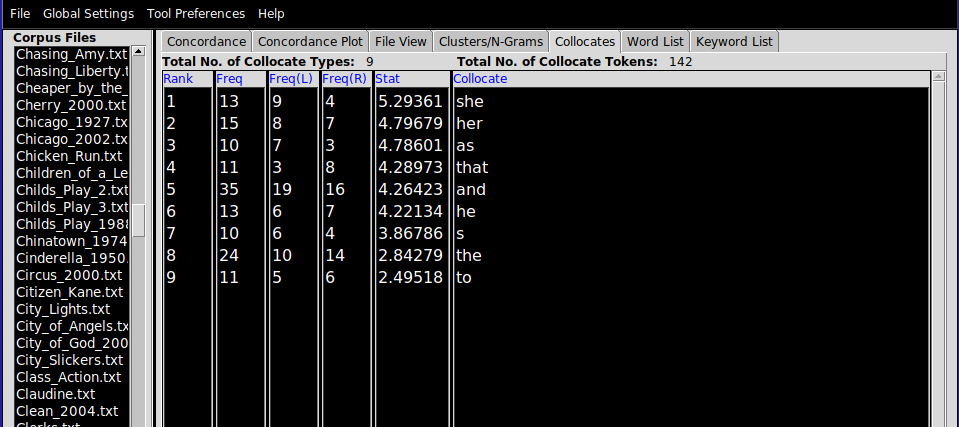 File Global Settings Tool Preferences Help
Corpus Files
Chasing_Amy.txt
Chasing_Liberty.t
Cheaper_by_the_
Cherry_2000.txt
Chicago_1927.txt
Chicago_2002.txt
Chicken_Run.txt
Children_of_a_Le
Childs_Play_2.txt
Childs_Play_3.txt
Childs_Play_1988
Chinatown_1974
Cinderella_1950.
Circus_2000.txt
Citizen_Kane.txt
City_Lights.txt
City_of_Angels.tx
City_of_God_200
City_Slickers.txt
Class_Action.txt
Claudine.txt
Clean_2004.txt
Clerks.txt
Concordance Concordance Plot File View Clusters/N-Grams Collocates Word List Keyword List
Total No. of Collocate Types: 9 Total No. of Collocate Tokens: 142
Rank Freq Freq(L) Freq(R) Stat Collocate
1 13 9 4 5.29361 she
2 15 8 7 4.79679 her
3 10 7 3 4.78601 as
4 11 3 8 4.28973 that
5 35 19 16 4.26423 and
6 13 6 7 4.22134 he
7 10 6 4 3.86786 s
8 24 10 14 2.84279 the
9 11 5 6 2.49518 to